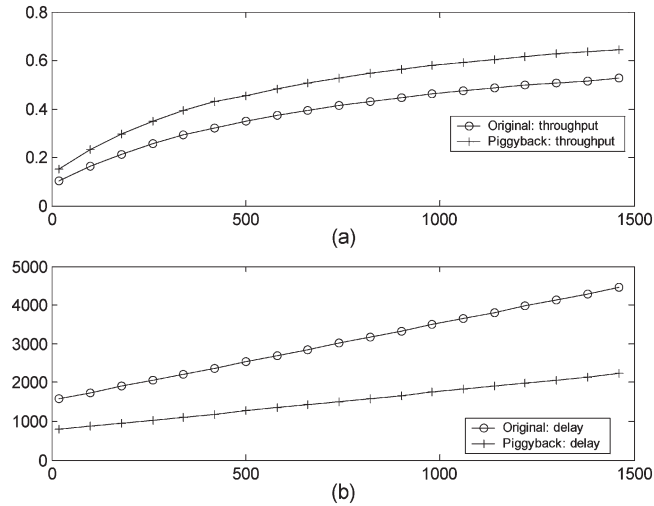 0.8
0.6
0.4
0.2
0
0 500 1000 1500
Original: throughput
Piggyback: throughput
(a)
5000
4000
3000
2000
1000
0
0 500 1000 1500
Original: delay
Piggyback: delay
(b)